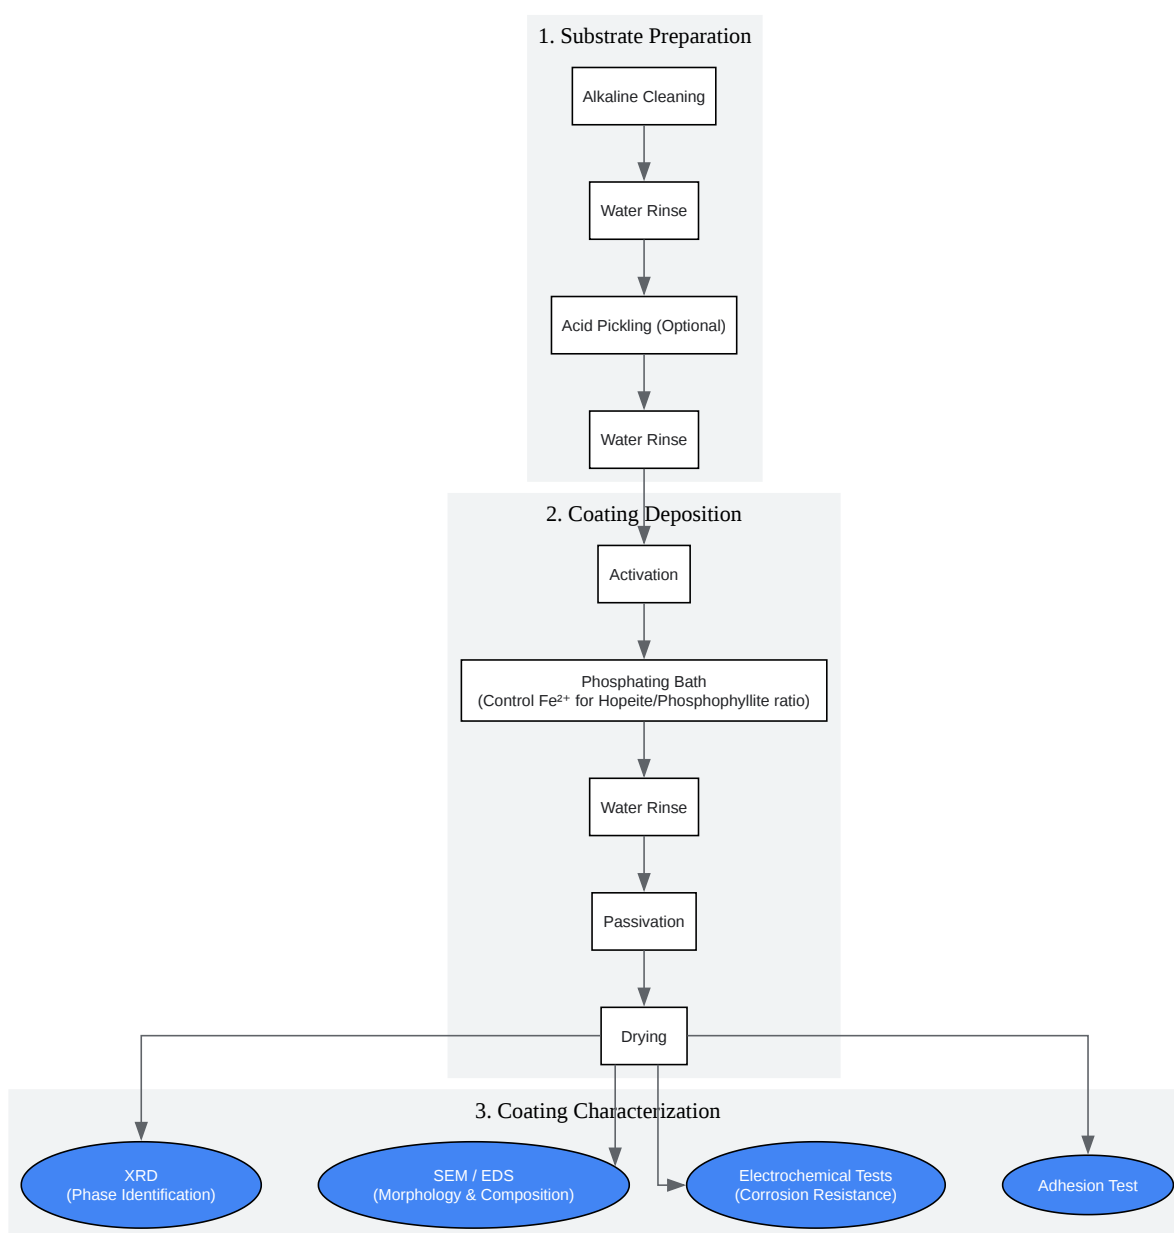 1. Substrate Preparation
Alkaline Cleaning
Water Rinse
Acid Pickling (Optional)
Water Rinse
2. Coating Deposition
Activation
Phosphating Bath
(Control Fe²⁺ for Hopeite/Phosphophyllite ratio)
Water Rinse
Passivation
Drying
3. Coating Characterization
XRD
(Phase Identification)
SEM / EDS
(Morphology & Composition)
Electrochemical Tests
(Corrosion Resistance)
Adhesion Test